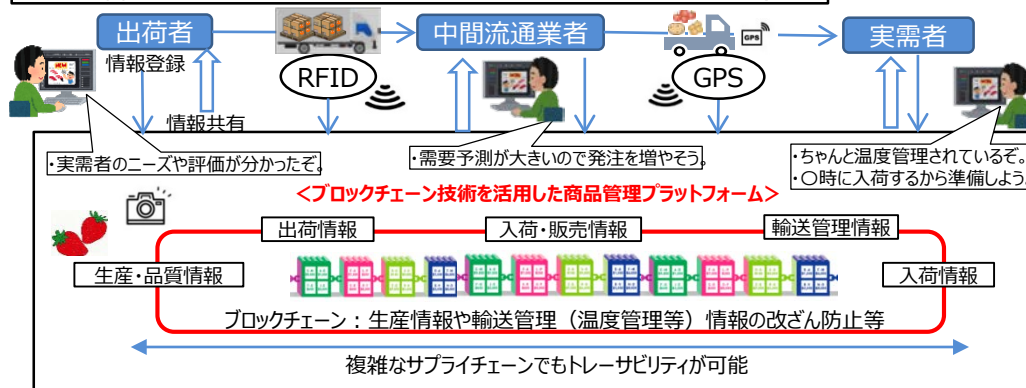 出荷者
中間流通業者
実需者
情報登録
RFID
GPS
GPS
情報共有
・実需者のニーズや評価が分かったぞ。
・需要予測が大きいので発注を増やそう。
・ちゃんと温度管理されているぞ。
・〇時に入荷するから準備しよう。
<ブロックチェーン技術を活用した商品管理プラットフォーム>
出荷情報
入荷・販売情報
輸送管理情報
生産・品質情報
入荷情報
ブロックチェーン：生産情報や輸送管理（温度管理等）情報の改ざん防止等
複雑なサプライチェーンでもトレーサビリティが可能